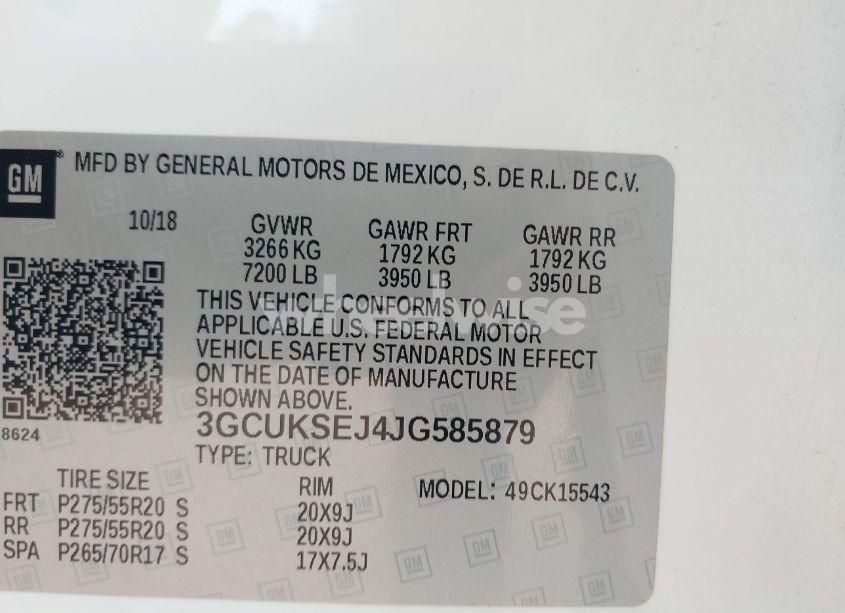 GM
MFD BY GENERAL MOTORS DE MEXICO, S. DE R.L. DE C.V.
10/18 GVWR GAWR FRT GAWR RR
3266 KG 1792 KG 1792 KG
7200 LB 3950 LB 3950 LB
THIS VEHICLE CONFORMS TO ALL
APPLICABLE U.S. FEDERAL MOTOR
VEHICLE SAFETY STANDARDS IN EFFECT
ON THE DATE OF MANUFACTURE
SHOWN ABOVE.
8624
3GCUKSEJ4JG585879
TYPE: TRUCK
TIRE SIZE RIM MODEL: 49CK15543
FRT P275/55R20 S 20X9J
RR P275/55R20 S 20X9J
SPA P265/70R17 S 17X7.5J